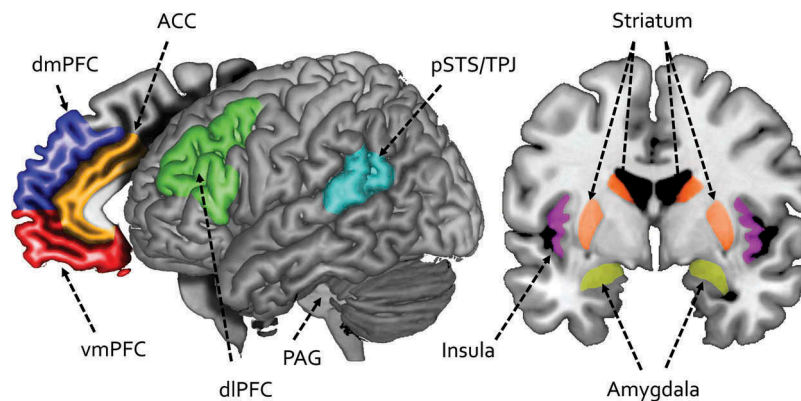 ACC
Striatum
dmPFC
pSTS/TPJ
vmPFC
PAG
Insula
dlPFC
Amygdala